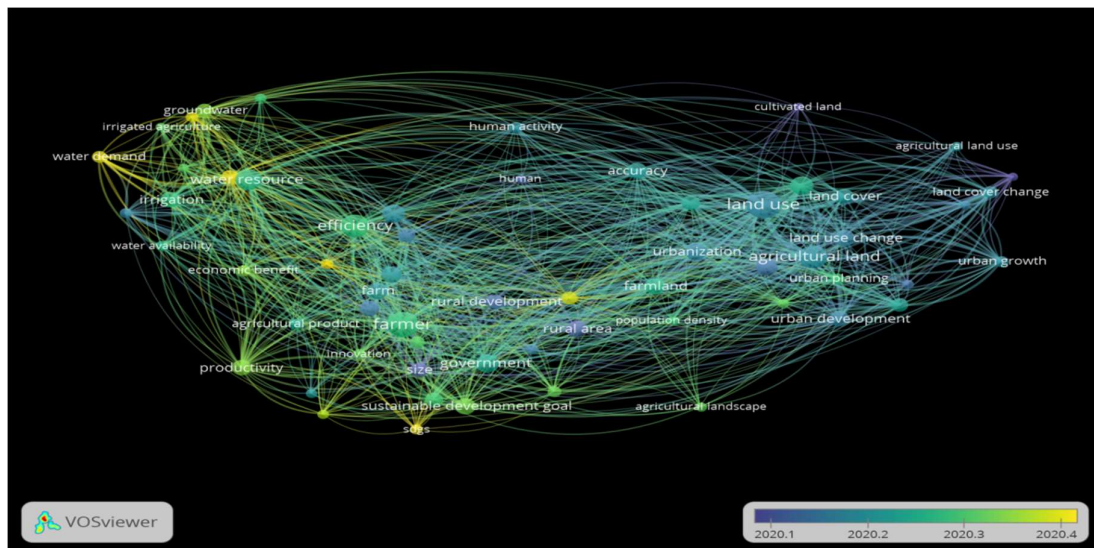 groundwater
cultivated land
irrigated agriculture
human activity
agricultural land use
water demand
accuracy
water resource
human
irrigation
land use
land cover
land cover change
efficiency
water availability
urbanization
land use change
agricultural land
economic benefit
urban growth
farm
farmland
urban planning
rural development
agricultural product
farmer
rural area
population density
urban development
innovation
productivity
size
government
sustainable development goal
agricultural landscape
sdgs
VOSviewer
2020.1 2020.2 2020.3 2020.4